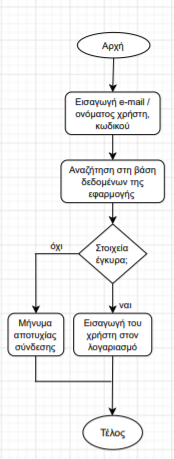 Αρχή
Εισαγωγή e-mail /
ονόματος χρήστη,
κωδικού
Αναζήτηση στη βάση
δεδομένων της
εφαρμογής
Στοιχεία
έγκυρα;
όχι
ναι
Μήνυμα
αποτυχίας
σύνδεσης
Εισαγωγή του
χρήστη στον
λογαριασμό
Τέλος